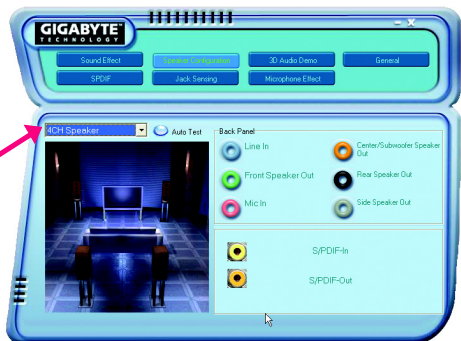 GIGABYTE™
TECHNOLOGY
Sound Effect
Speaker Configuration
3D Audio Demo
General
SPDIF
Jack Sensing
Microphone Effect
4CH Speaker
Auto Test
Back Panel
Line In
Center/Subwoofer Speaker
Out
Front Speaker Out
Rear Speaker Out
Mic In
Side Speaker Out
S/PDIF-In
S/PDIF-Out